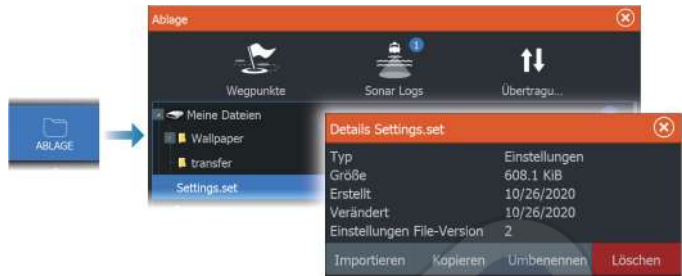 Ablage
1
Wegpunkte
Sonar Logs
Übertragu...
ABLAGE
Meine Dateien
Wallpaper
transfer
Settings.set
Details Settings.set
Typ Einstellungen
Größe 608.1 KiB
Erstellt 10/26/2020
Verändert 10/26/2020
Einstellungen File-Version 2
Importieren Kopieren Umbenennen Löschen